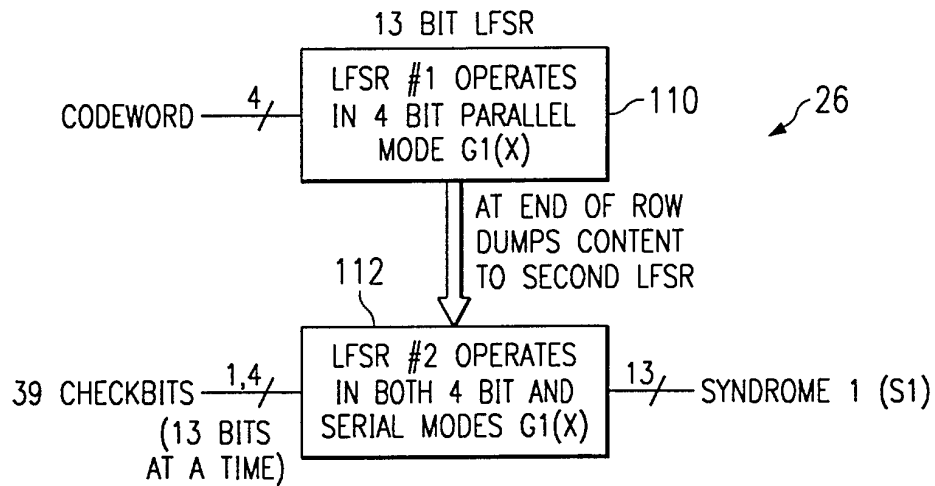 13 BIT LFSR
LFSR #1 OPERATES
IN 4 BIT PARALLEL
MODE G1(X)
CODEWORD
4
110
26
AT END OF ROW
DUMPS CONTENT
TO SECOND LFSR
112
LFSR #2 OPERATES
IN BOTH 4 BIT AND
SERIAL MODES G1(X)
39 CHECKBITS
1,4
(13 BITS
AT A TIME)
13
SYNDROME 1 (S1)